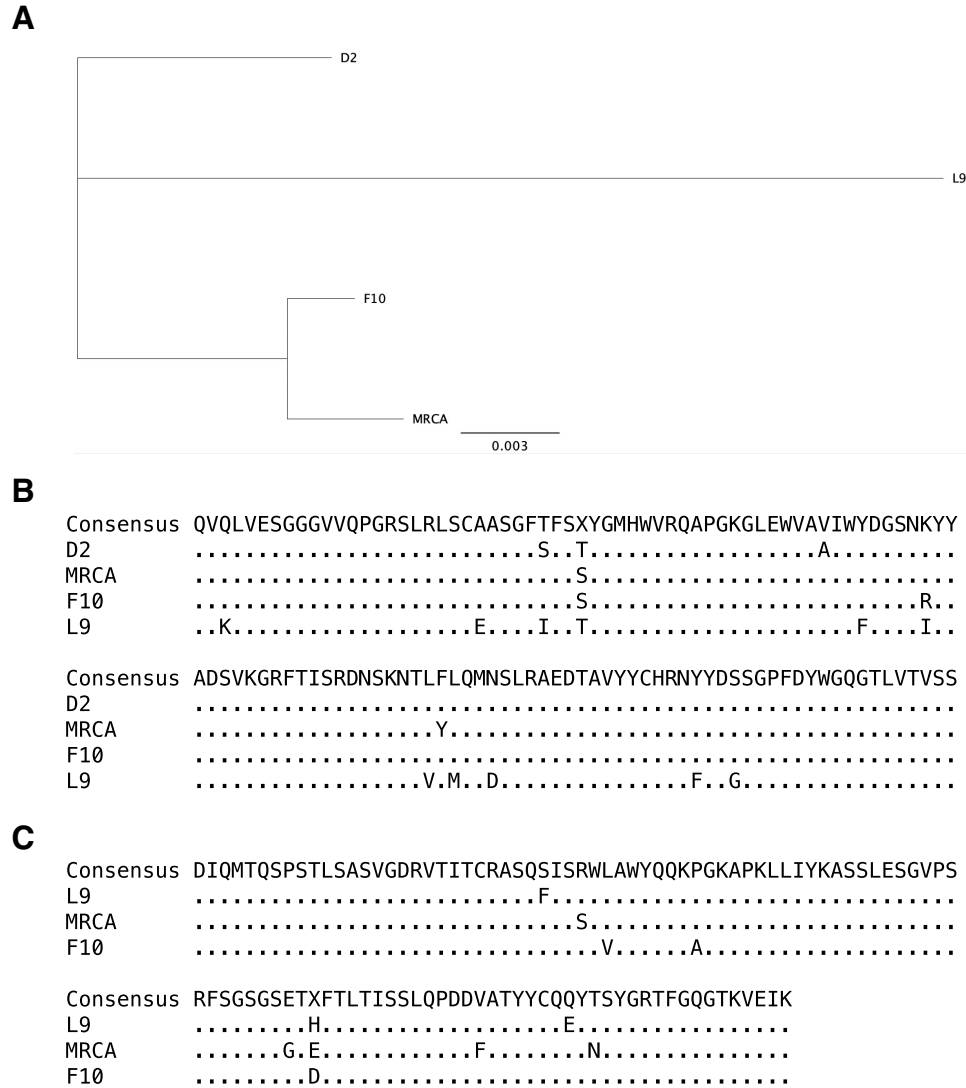 A
D2
L9
F10
MRCA
0.003
B
Consensus QVQLVESGGGVVQPGRSLRLSCAASGFTFSXYGMHWVRQAPGKGLEWVAVIWYDGSNKYY
D2 ...........................S..T..................A..........
MRCA ..............................S.............................
F10 ..............................S..........................R..
L9 ..K...................E....I..T.....................F....I..
Consensus ADSVKGRFTISRDNSKNTLFLQMNSLRAEDTAVYYCHRNYYDSSGPFDYWGQGTLVTVSS
D2 ............................................................
MRCA ...................Y........................................
F10 ............................................................
L9 ..................V.M..D...............F..G.................
C
Consensus DIQMTQSPSTLSASVGDRVTITCRASQSISRWLAWYQQKPGKAPKLLIYKASSLESGVPS
L9 ...........................F................................
MRCA ..............................S.............................
F10 ................................V......A....................
Consensus RFSGSGSETXFTLTISSLQPDDVATYYCQQYTSYGRTFGQGTKVEIK
L9 .........H...................E.................
MRCA .......G.E............F........N...............
F10 .........D.....................................